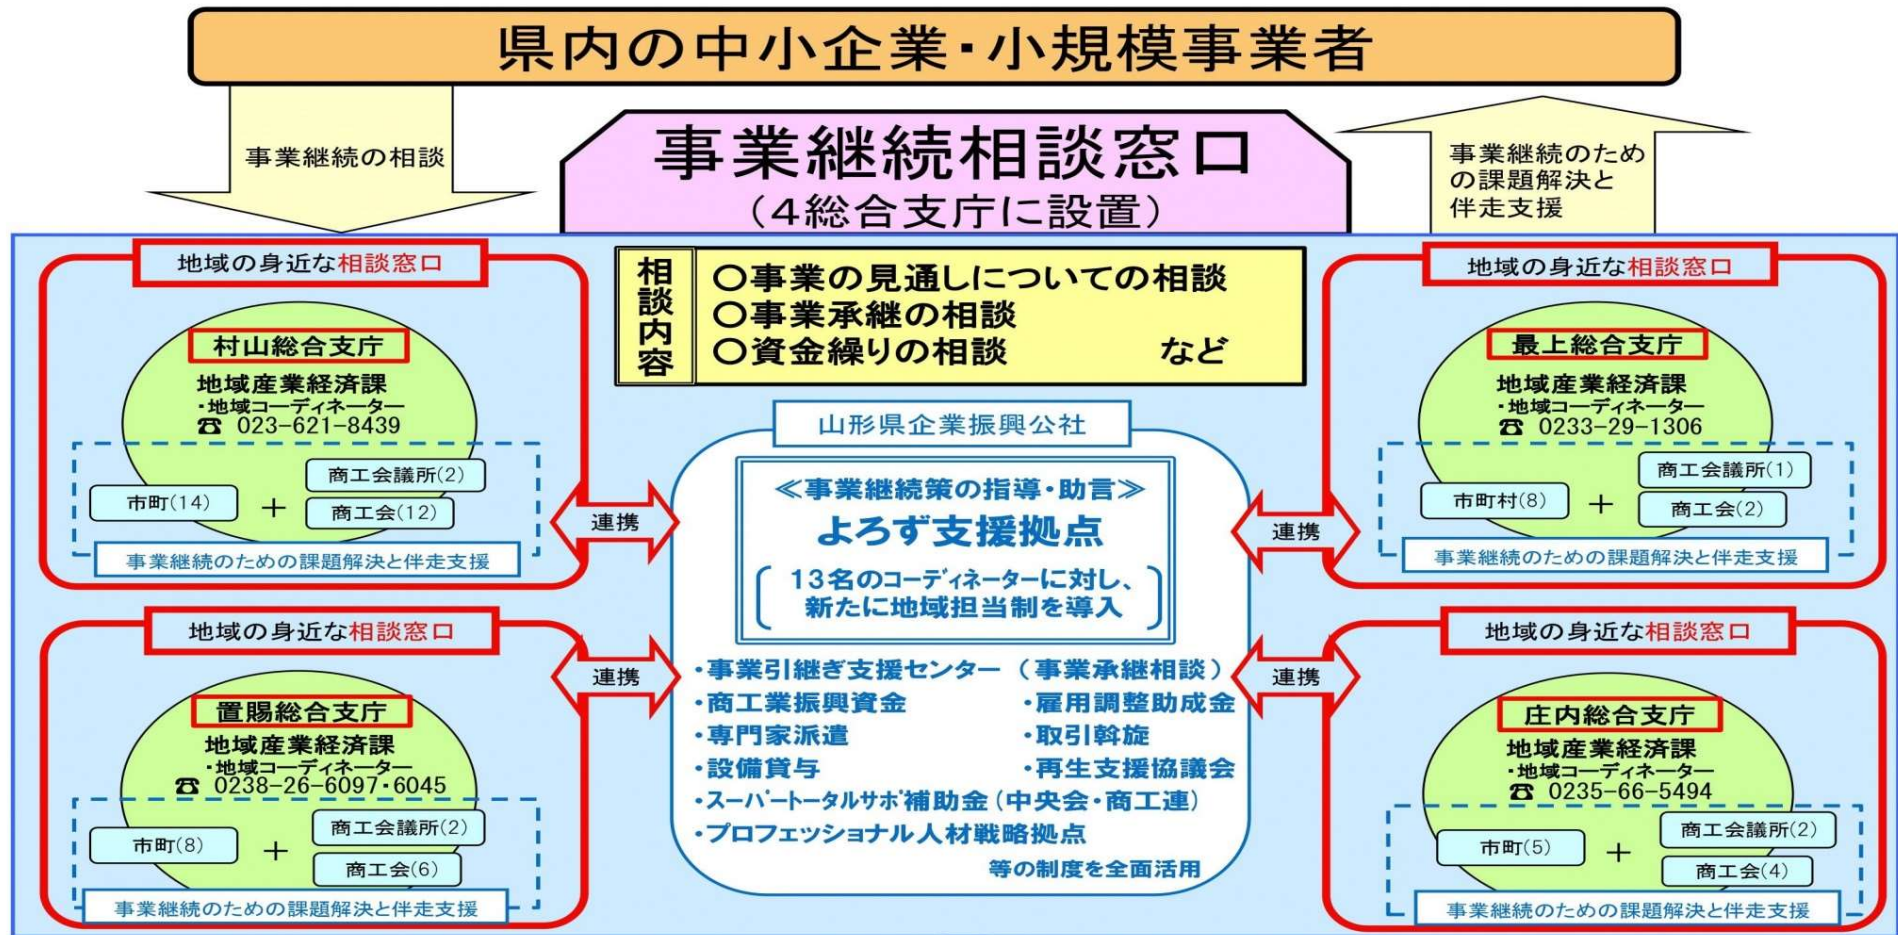 県内の中小企業・小規模事業者
事業継続の相談
事業継続相談窓口
（4総合支庁に設置）
事業継続のため
の課題解決と
伴走支援
相談内容
〇事業の見通しについての相談
〇事業承継の相談
〇資金繰りの相談　など
地域の身近な相談窓口
村山総合支庁
地域産業経済課
・地域コーディネーター
☎ 023-621-8439
市町(14)
+
商工会議所(2)
商工会(12)
事業継続のための課題解決と伴走支援
連携
地域の身近な相談窓口
置賜総合支庁
地域産業経済課
・地域コーディネーター
☎ 0238-26-6097・6045
市町(8)
+
商工会議所(2)
商工会(6)
事業継続のための課題解決と伴走支援
連携
山形県企業振興公社
≪事業継続策の指導・助言≫
よろず支援拠点
13名のコーディネーターに対し、
新たに地域担当制を導入
・事業引継ぎ支援センター（事業承継相談）
・商工業振興資金　・雇用調整助成金
・専門家派遣　・取引斡旋
・設備貸与　・再生支援協議会
・スーパートータルサポ補助金（中央会・商工連）
・プロフェッショナル人材戦略拠点
等の制度を全面活用
地域の身近な相談窓口
最上総合支庁
地域産業経済課
・地域コーディネーター
☎ 0233-29-1306
市町村(8)
+
商工会議所(1)
商工会(2)
事業継続のための課題解決と伴走支援
連携
地域の身近な相談窓口
庄内総合支庁
地域産業経済課
・地域コーディネーター
☎ 0235-66-5494
市町(5)
+
商工会議所(2)
商工会(4)
事業継続のための課題解決と伴走支援
連携